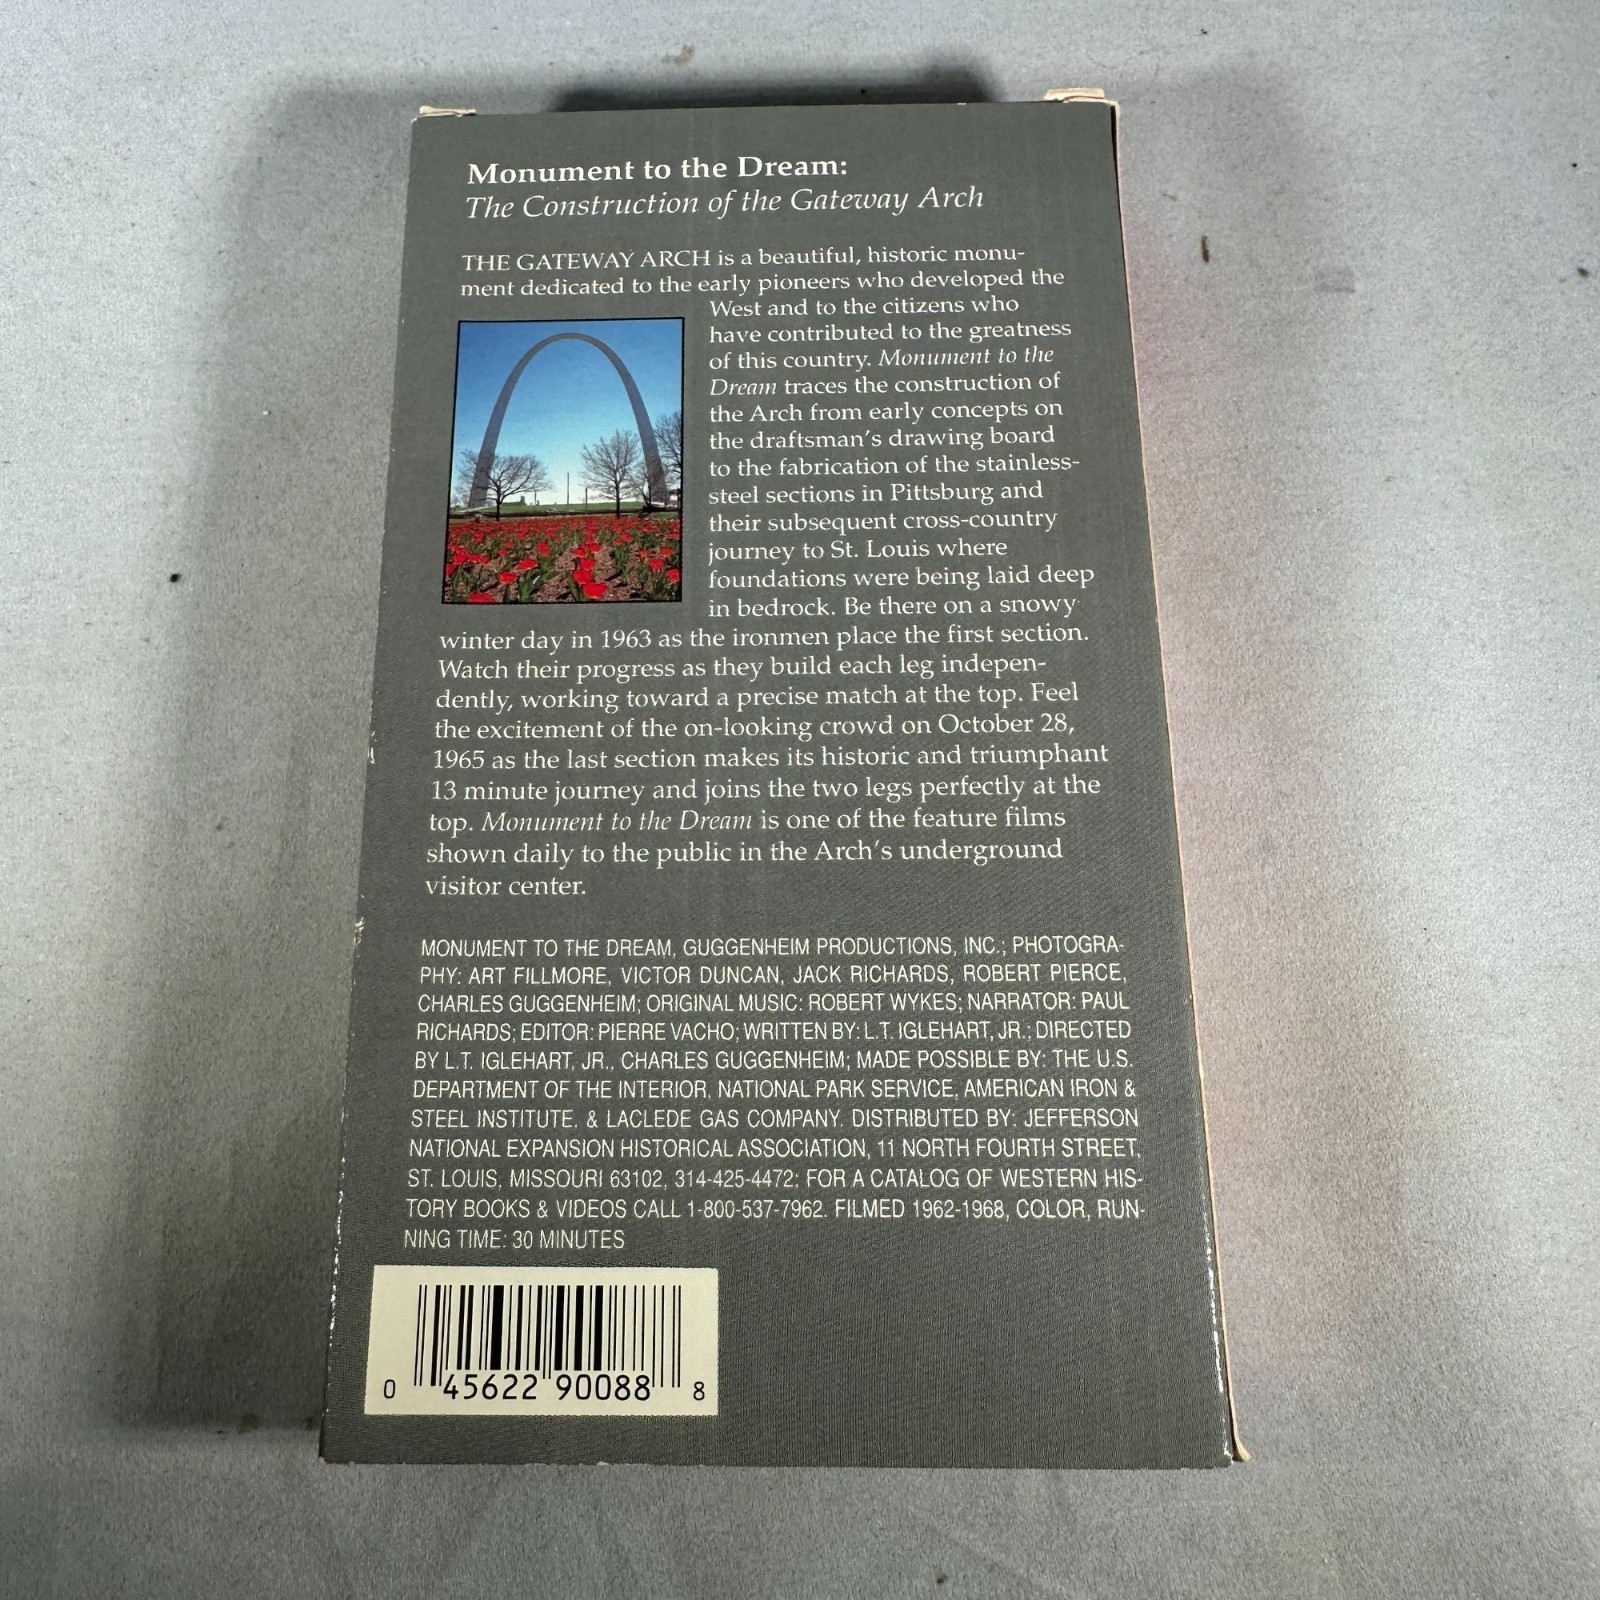 Monument to the Dream:
The Construction of the Gateway Arch
THE GATEWAY ARCH is a beautiful, historic monu-
ment dedicated to the early pioneers who developed the
West and to the citizens who
have contributed to the greatness
of this country. Monument to the
Dream traces the construction of
the Arch from early concepts on
the draftsman's drawing board
to the fabrication of the stainless-
steel sections in Pittsburg and
their subsequent cross-country
journey to St. Louis where
foundations were being laid deep
in bedrock. Be there on a snowy
winter day in 1963 as the ironmen place the first section.
Watch their progress as they build each leg indepen-
dently, working toward a precise match at the top. Feel
the excitement of the on-looking crowd on October 28,
1965 as the last section makes its historic and triumphant
13 minute journey and joins the two legs perfectly at the
top. Monument to the Dream is one of the feature films
shown daily to the public in the Arch's underground
visitor center.
MONUMENT TO THE DREAM, GUGGENHEIM PRODUCTIONS, INC.; PHOTOGRA-
PHY: ART FILLMORE, VICTOR DUNCAN, JACK RICHARDS, ROBERT PIERCE,
CHARLES GUGGENHEIM; ORIGINAL MUSIC: ROBERT WYKES; NARRATOR: PAUL
RICHARDS; EDITOR: PIERRE VACHO; WRITTEN BY: L.T. IGLEHART, JR.; DIRECTED
BY L.T. IGLEHART, JR., CHARLES GUGGENHEIM; MADE POSSIBLE BY: THE U.S.
DEPARTMENT OF THE INTERIOR, NATIONAL PARK SERVICE, AMERICAN IRON &
STEEL INSTITUTE, & LACLEDE GAS COMPANY. DISTRIBUTED BY: JEFFERSON
NATIONAL EXPANSION HISTORICAL ASSOCIATION, 11 NORTH FOURTH STREET,
ST. LOUIS, MISSOURI 63102, 314-425-4472; FOR A CATALOG OF WESTERN HIS-
TORY BOOKS & VIDEOS CALL 1-800-537-7962. FILMED 1962-1968, COLOR, RUN-
NING TIME: 30 MINUTES
0 45622 90088 8